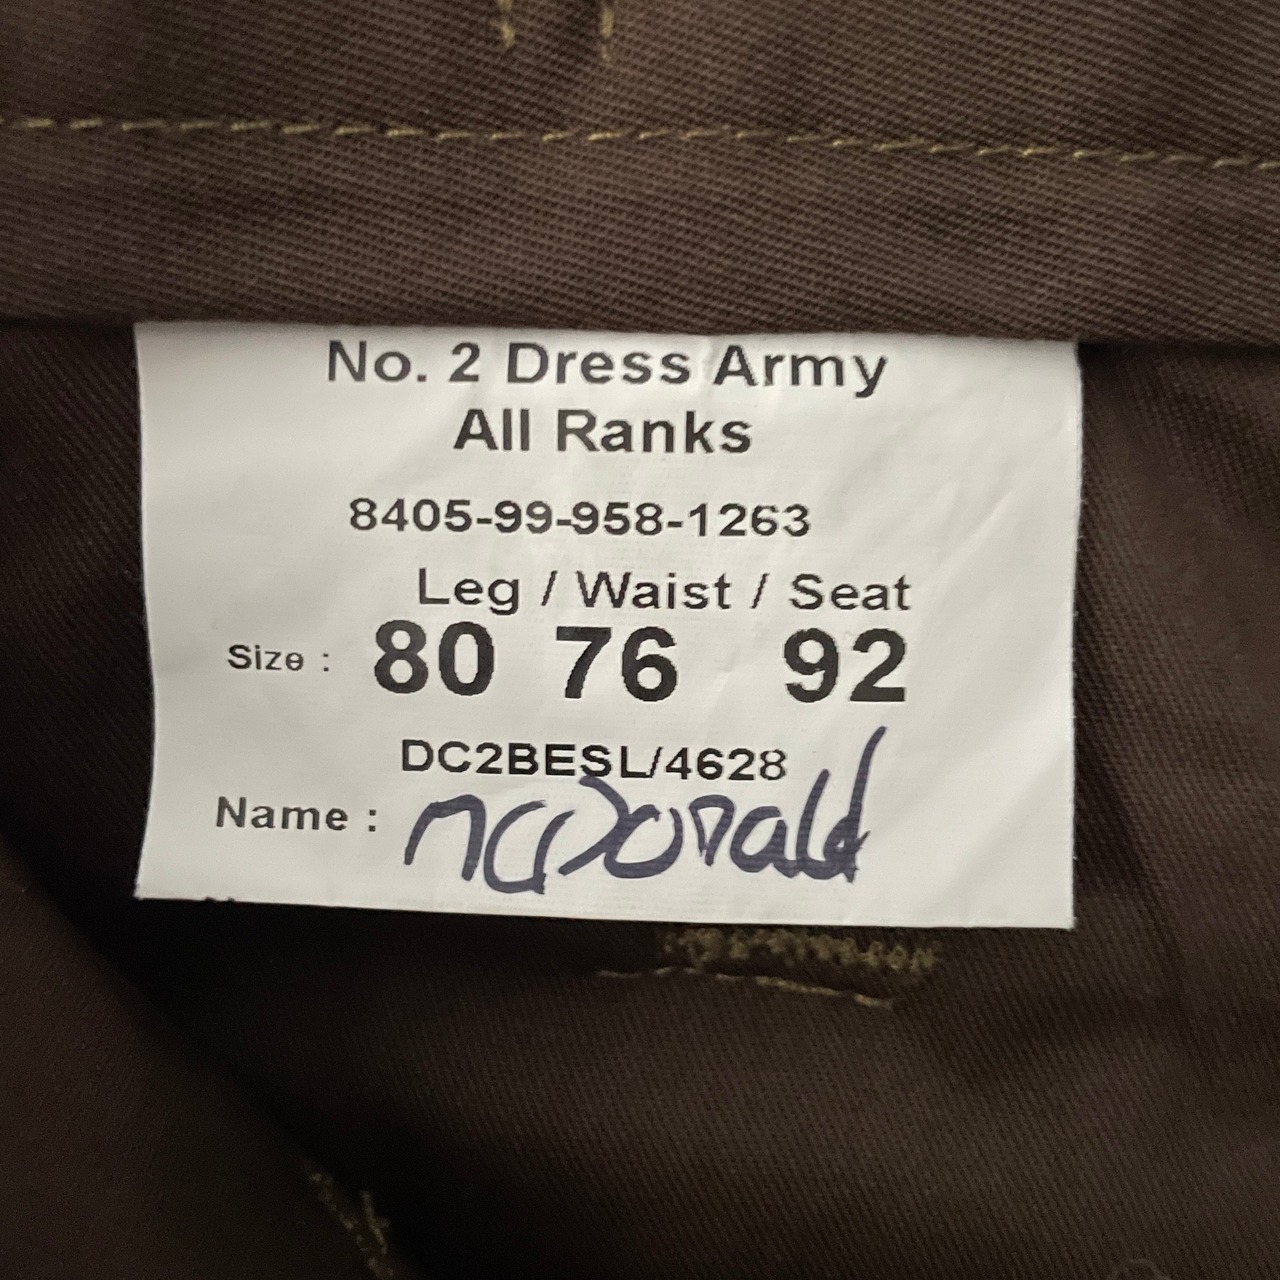 No. 2 Dress Army
All Ranks
8405-99-958-1263
Leg / Waist / Seat
Size : 80 76 92
DC2BESL/4628
Name : McDonald